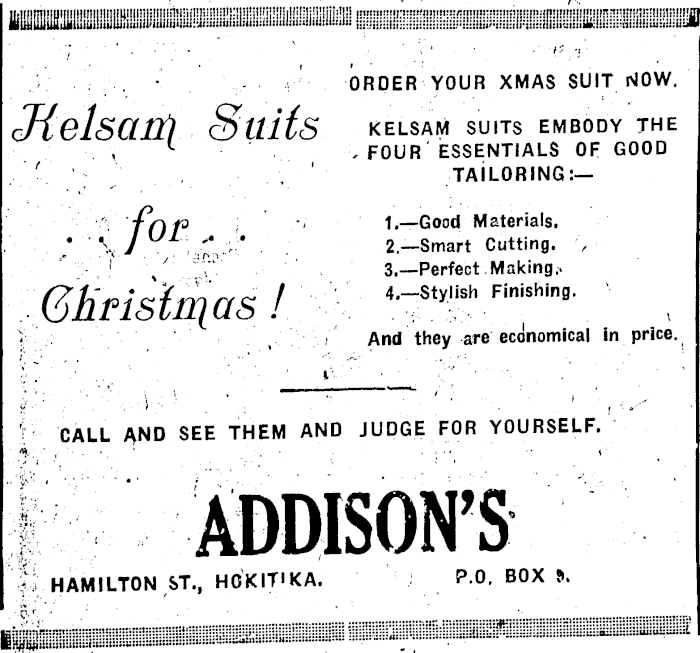 Kelsam Suits
. . for . .
Christmas!
ORDER YOUR XMAS SUIT NOW.
KELSAM SUITS EMBODY THE
FOUR ESSENTIALS OF GOOD
TAILORING:—
1.—Good Materials.
2.—Smart Cutting.
3.—Perfect Making.
4.—Stylish Finishing.
And they are economical in price.
CALL AND SEE THEM AND JUDGE FOR YOURSELF.
ADDISON'S
HAMILTON ST., HOKITIKA.
P.O. BOX 9.